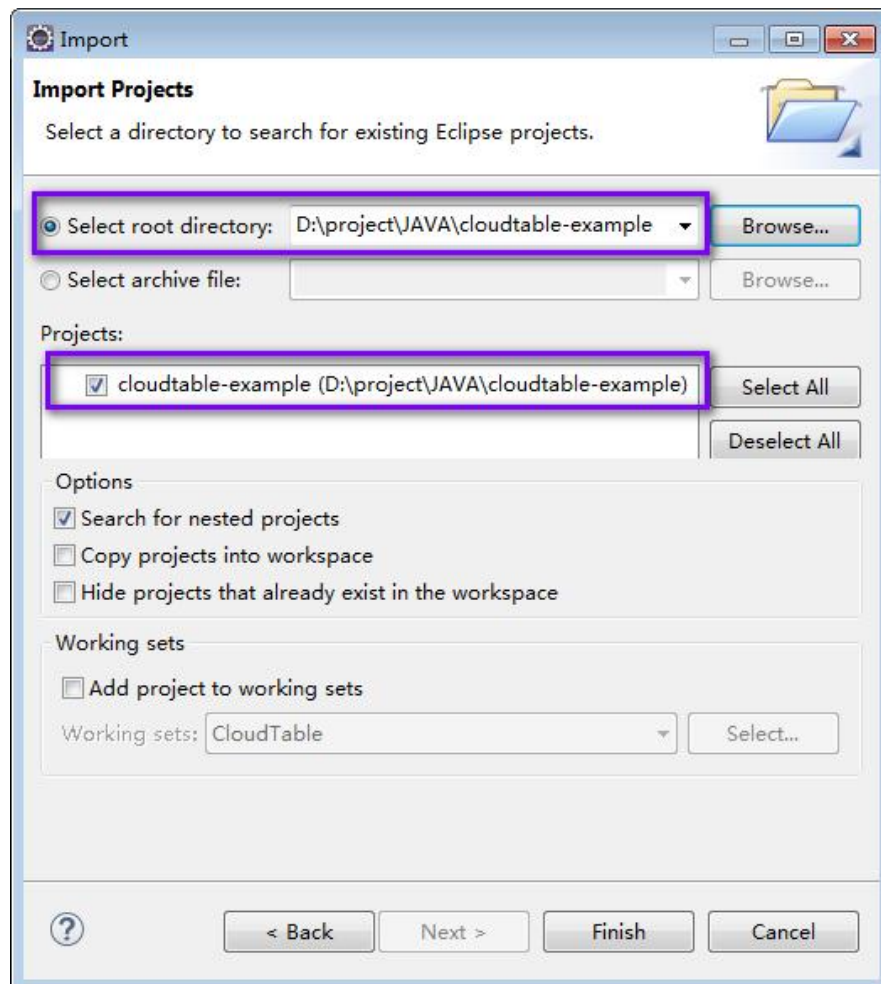 Import
Import Projects
Select a directory to search for existing Eclipse projects.
Select root directory: D:\project\JAVA\cloudtable-example Browse...
Select archive file: Browse...
Projects:
cloudtable-example (D:\project\JAVA\cloudtable-example) Select All
Deselect All
Options
Search for nested projects
Copy projects into workspace
Hide projects that already exist in the workspace
Working sets
Add project to working sets
Working sets: CloudTable Select...
? < Back Next > Finish Cancel